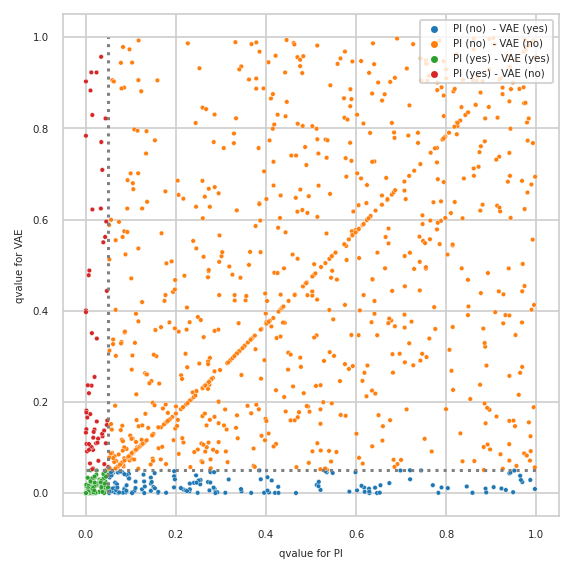 PI (no)  - VAE (yes)
PI (no)  - VAE (no)
PI (yes) - VAE (yes)
PI (yes) - VAE (no)
1.0
0.8
0.6
0.4
0.2
0.0
qvalue for VAE
0.0 0.2 0.4 0.6 0.8 1.0
qvalue for PI